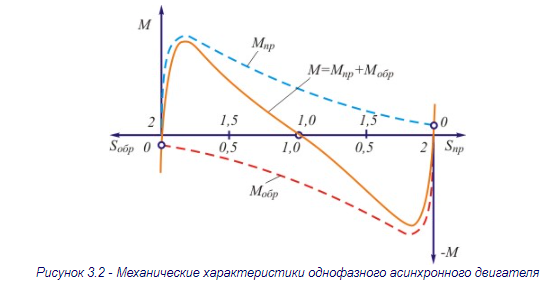 M
Mпр
M=Mпр+Mобр
2 1,5 1,0 1,5 0
Sобр 0 0,5 1,0 0,5 2 Sпр
Mобр
-M
Рисунок 3.2 - Механические характеристики однофазного асинхронного двигателя